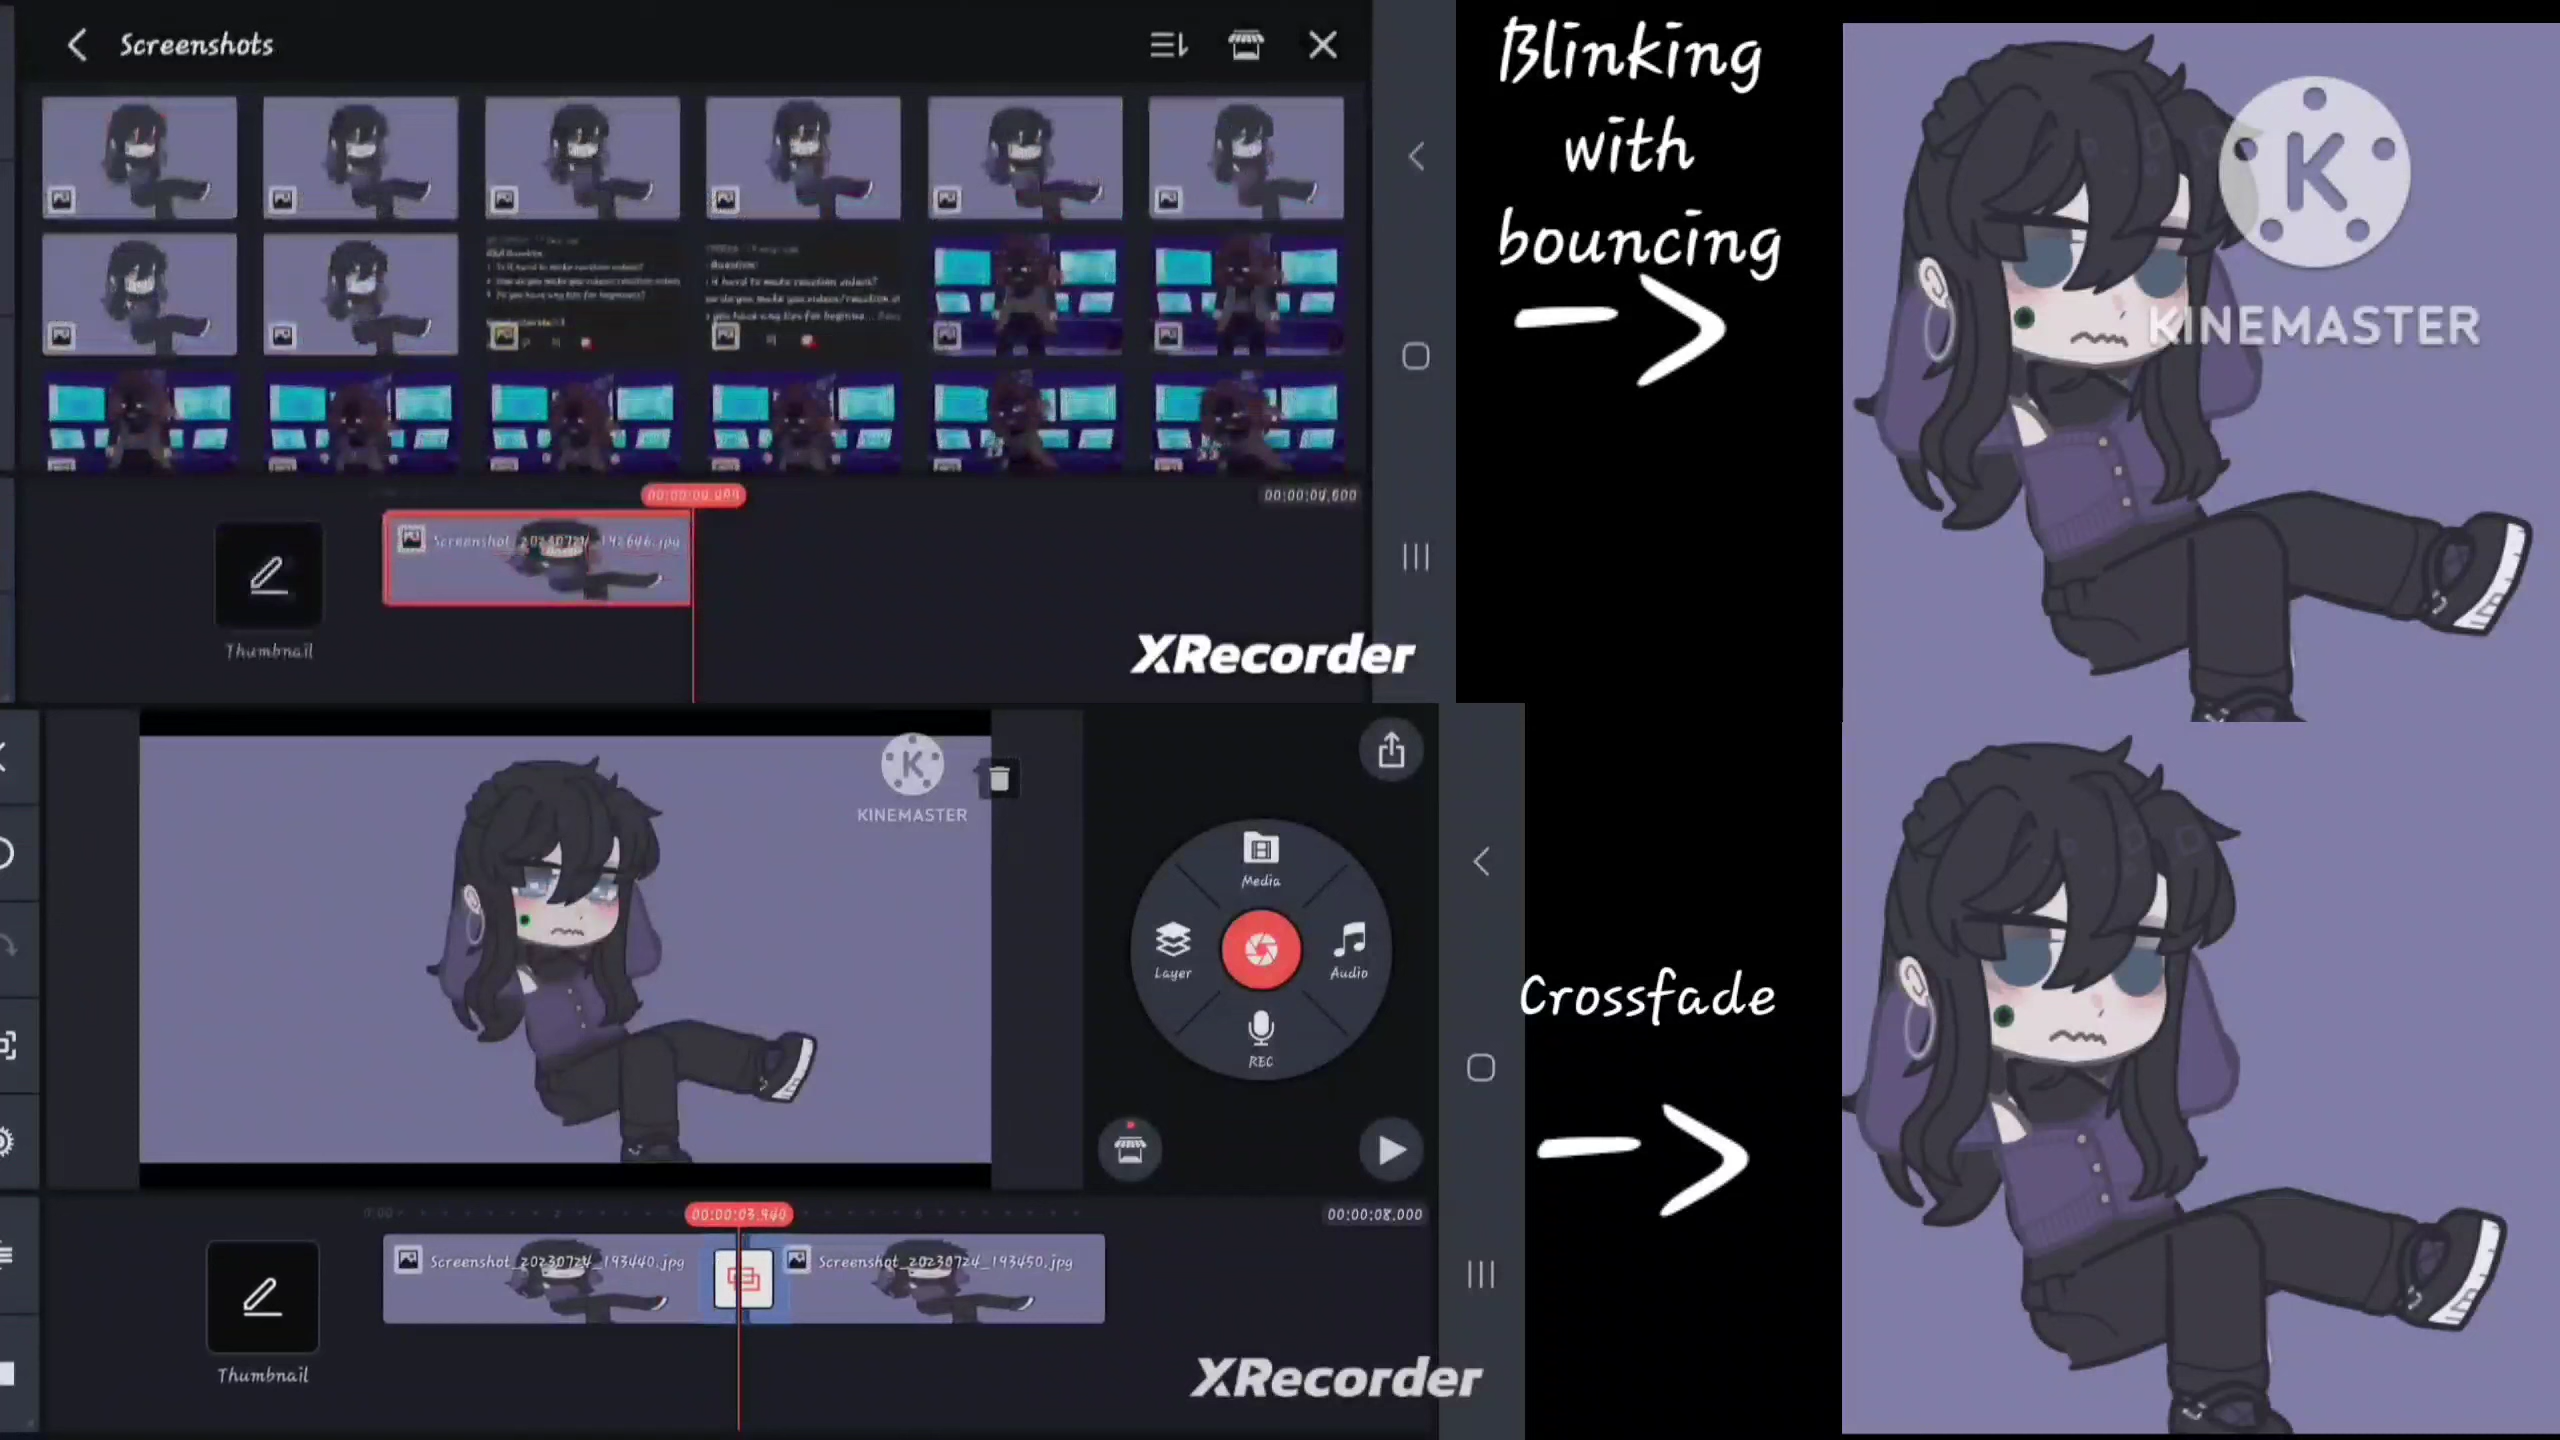 Screenshots
Blinking
with
bouncing
K
KINEMASTER
00:00:04.600
Thumbnail
XRecorder
K
KINEMASTER
Media
Layer
Audio
REC
Crossfade
00:00:03.940
00:00:08.000
Screenshot_20230724_193440.jpg
Screenshot_20230724_193450.jpg
Thumbnail
XRecorder